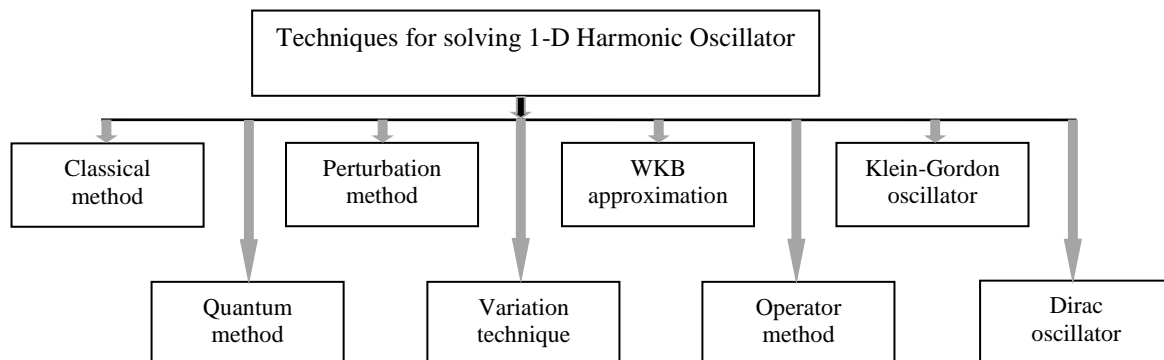 Techniques for solving 1-D Harmonic Oscillator
Classical
method
Perturbation
method
WKB
approximation
Klein-Gordon
oscillator
Quantum
method
Variation
technique
Operator
method
Dirac
oscillator